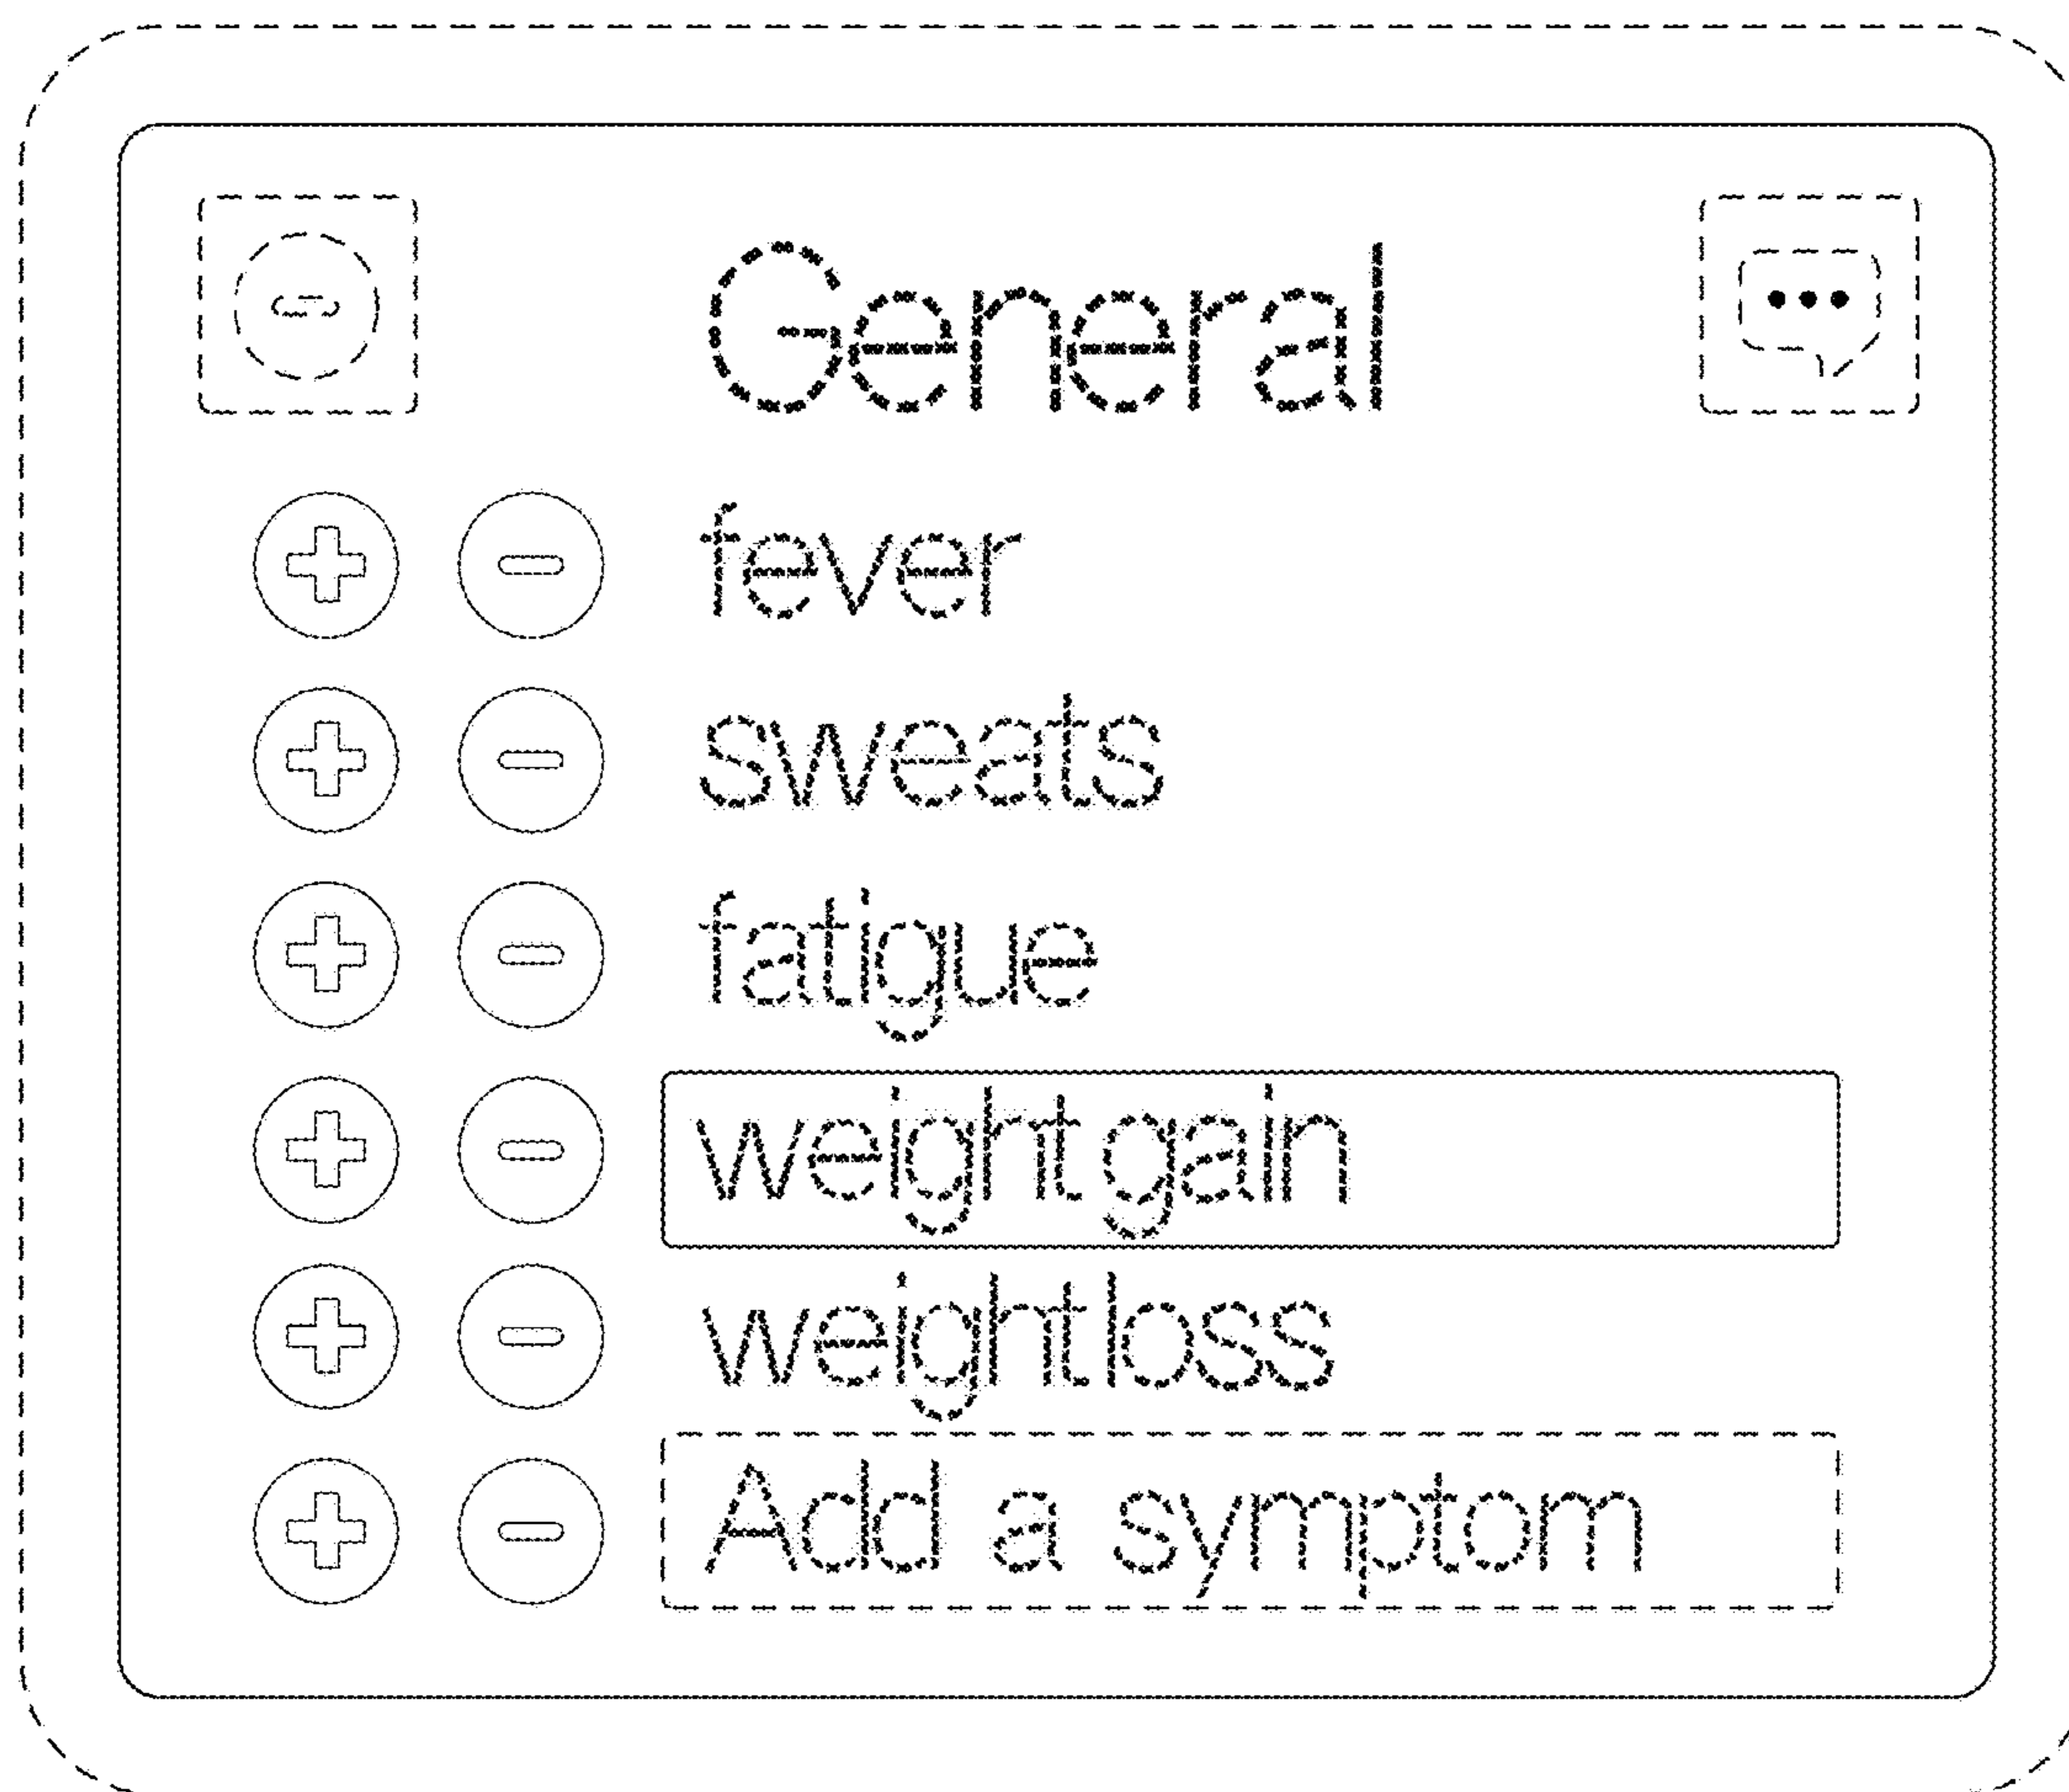 General
fever
sweats
fatigue
weight gain
weight loss
Add a symptom